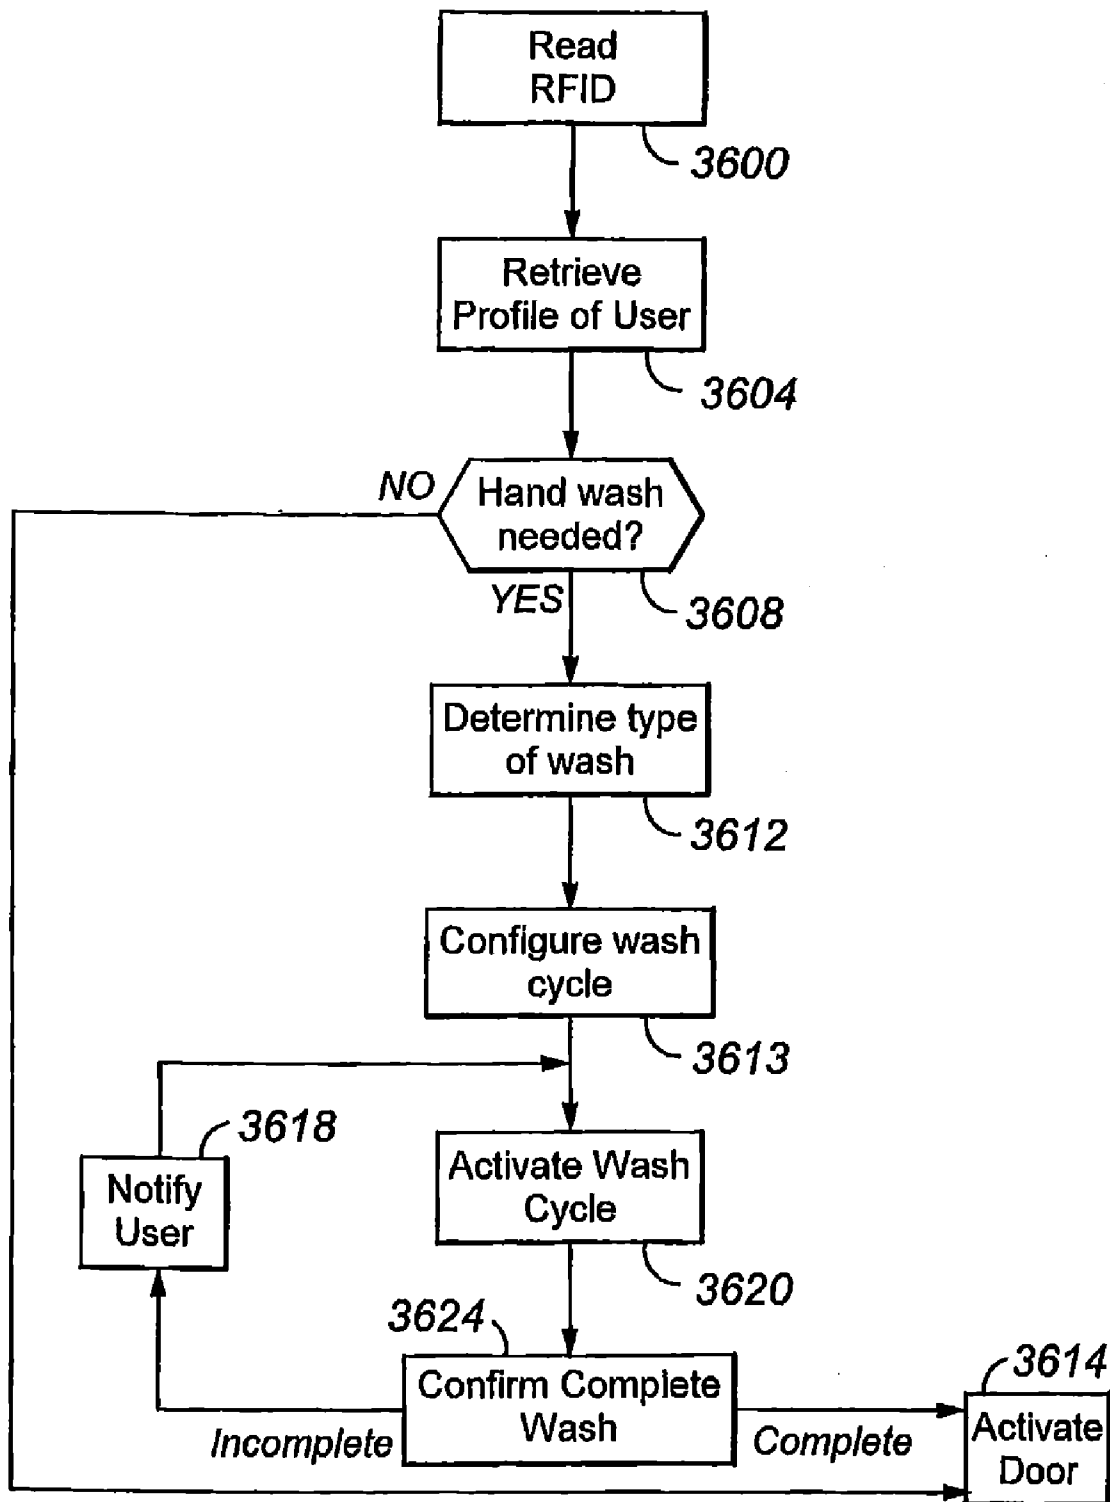 Read
RFID
3600
Retrieve
Profile of User
3604
NO
Hand wash
needed?
YES
3608
Determine type
of wash
3612
Configure wash
cycle
3613
3618
Notify
User
Activate Wash
Cycle
3620
3624
Confirm Complete
Wash
Incomplete
Complete
3614
Activate
Door